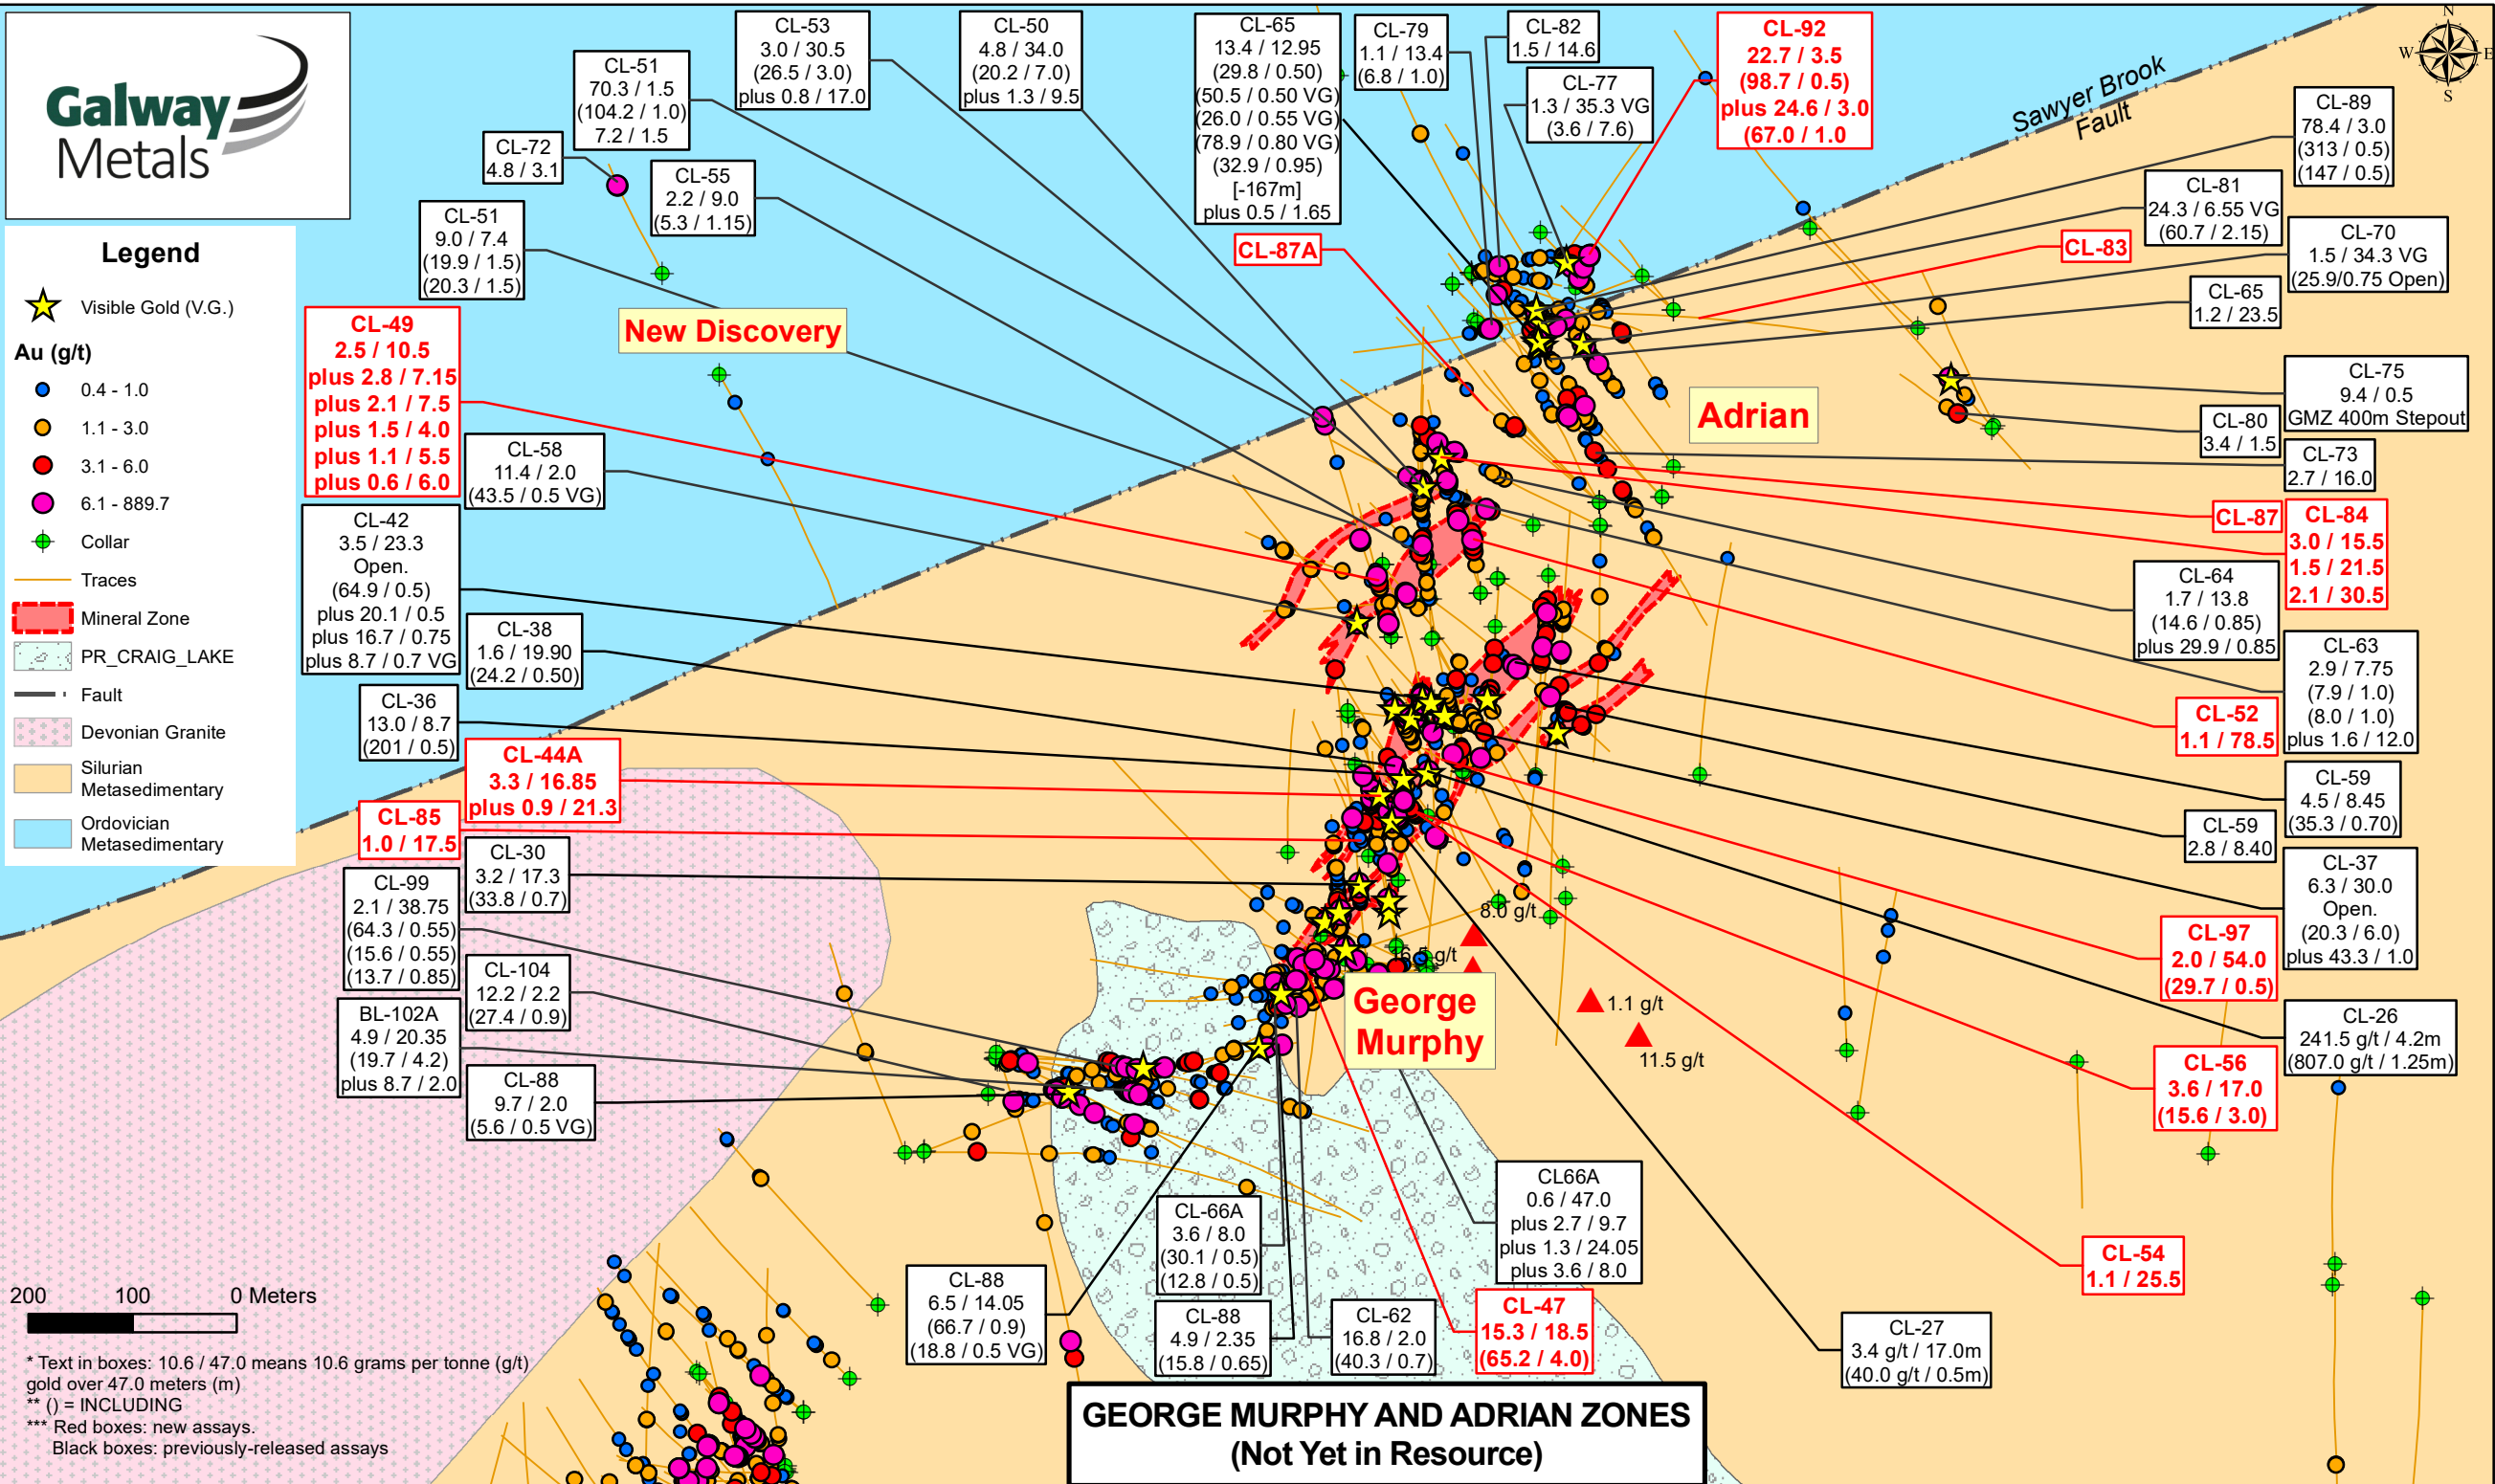 Galway
Metals
Legend
Visible Gold (V.G.)
Au (g/t)
0.4 - 1.0
1.1 - 3.0
3.1 - 6.0
6.1 - 889.7
Collar
Traces
Mineral Zone
PR_CRAIG_LAKE
Fault
Devonian Granite
Silurian
Metasedimentary
Ordovician
Metasedimentary
CL-53
3.0 / 30.5
(26.5 / 3.0)
plus 0.8 / 17.0
CL-50
4.8 / 34.0
(20.2 / 7.0)
plus 1.3 / 9.5
CL-65
13.4 / 12.95
(29.8 / 0.50)
(50.5 / 0.50 VG)
(26.0 / 0.55 VG)
(78.9 / 0.80 VG)
(32.9 / 0.95)
[-167m]
plus 0.5 / 1.65
CL-79
1.1 / 13.4
(6.8 / 1.0)
CL-82
1.5 / 14.6
CL-77
1.3 / 35.3 VG
(3.6 / 7.6)
CL-92
22.7 / 3.5
(98.7 / 0.5)
plus 24.6 / 3.0
(67.0 / 1.0
Sawyer Brook
Fault
N
W
E
S
CL-51
70.3 / 1.5
(104.2 / 1.0)
7.2 / 1.5
CL-72
4.8 / 3.1
CL-55
2.2 / 9.0
(5.3 / 1.15)
CL-51
9.0 / 7.4
(19.9 / 1.5)
(20.3 / 1.5)
CL-89
78.4 / 3.0
(313 / 0.5)
(147 / 0.5)
CL-81
24.3 / 6.55 VG
(60.7 / 2.15)
CL-70
1.5 / 34.3 VG
(25.9/0.75 Open)
CL-83
CL-87A
CL-65
1.2 / 23.5
New Discovery
Adrian
CL-49
2.5 / 10.5
plus 2.8 / 7.15
plus 2.1 / 7.5
plus 1.5 / 4.0
plus 1.1 / 5.5
plus 0.6 / 6.0
CL-58
11.4 / 2.0
(43.5 / 0.5 VG)
CL-75
9.4 / 0.5
GMZ 400m Stepout
CL-80
3.4 / 1.5
CL-73
2.7 / 16.0
CL-87
CL-84
3.0 / 15.5
1.5 / 21.5
2.1 / 30.5
CL-42
3.5 / 23.3
Open.
(64.9 / 0.5)
plus 20.1 / 0.5
plus 16.7 / 0.75
plus 8.7 / 0.7 VG
CL-38
1.6 / 19.90
(24.2 / 0.50)
CL-64
1.7 / 13.8
(14.6 / 0.85)
plus 29.9 / 0.85
CL-63
2.9 / 7.75
(7.9 / 1.0)
(8.0 / 1.0)
plus 1.6 / 12.0
CL-52
1.1 / 78.5
CL-36
13.0 / 8.7
(201 / 0.5)
CL-44A
3.3 / 16.85
plus 0.9 / 21.3
CL-85
1.0 / 17.5
CL-59
4.5 / 8.45
(35.3 / 0.70)
CL-59
2.8 / 8.40
CL-30
3.2 / 17.3
(33.8 / 0.7)
CL-37
6.3 / 30.0
Open.
(20.3 / 6.0)
plus 43.3 / 1.0
CL-99
2.1 / 38.75
(64.3 / 0.55)
(15.6 / 0.55)
(13.7 / 0.85)
CL-97
2.0 / 54.0
(29.7 / 0.5)
8.0 g/t
g/t
CL-104
12.2 / 2.2
(27.4 / 0.9)
George
Murphy
1.1 g/t
11.5 g/t
CL-26
241.5 g/t / 4.2m
(807.0 g/t / 1.25m)
BL-102A
4.9 / 20.35
(19.7 / 4.2)
plus 8.7 / 2.0
CL-56
3.6 / 17.0
(15.6 / 3.0)
CL-88
9.7 / 2.0
(5.6 / 0.5 VG)
CL-66A
3.6 / 8.0
(30.1 / 0.5)
(12.8 / 0.5)
CL66A
0.6 / 47.0
plus 2.7 / 9.7
plus 1.3 / 24.05
plus 3.6 / 8.0
CL-54
1.1 / 25.5
CL-88
6.5 / 14.05
(66.7 / 0.9)
(18.8 / 0.5 VG)
CL-88
4.9 / 2.35
(15.8 / 0.65)
CL-62
16.8 / 2.0
(40.3 / 0.7)
CL-47
15.3 / 18.5
(65.2 / 4.0)
CL-27
3.4 g/t / 17.0m
(40.0 g/t / 0.5m)
200 100 0 Meters
* Text in boxes: 10.6 / 47.0 means 10.6 grams per tonne (g/t)
gold over 47.0 meters (m)
** () = INCLUDING
*** Red boxes: new assays.
Black boxes: previously-released assays
GEORGE MURPHY AND ADRIAN ZONES
(Not Yet in Resource)